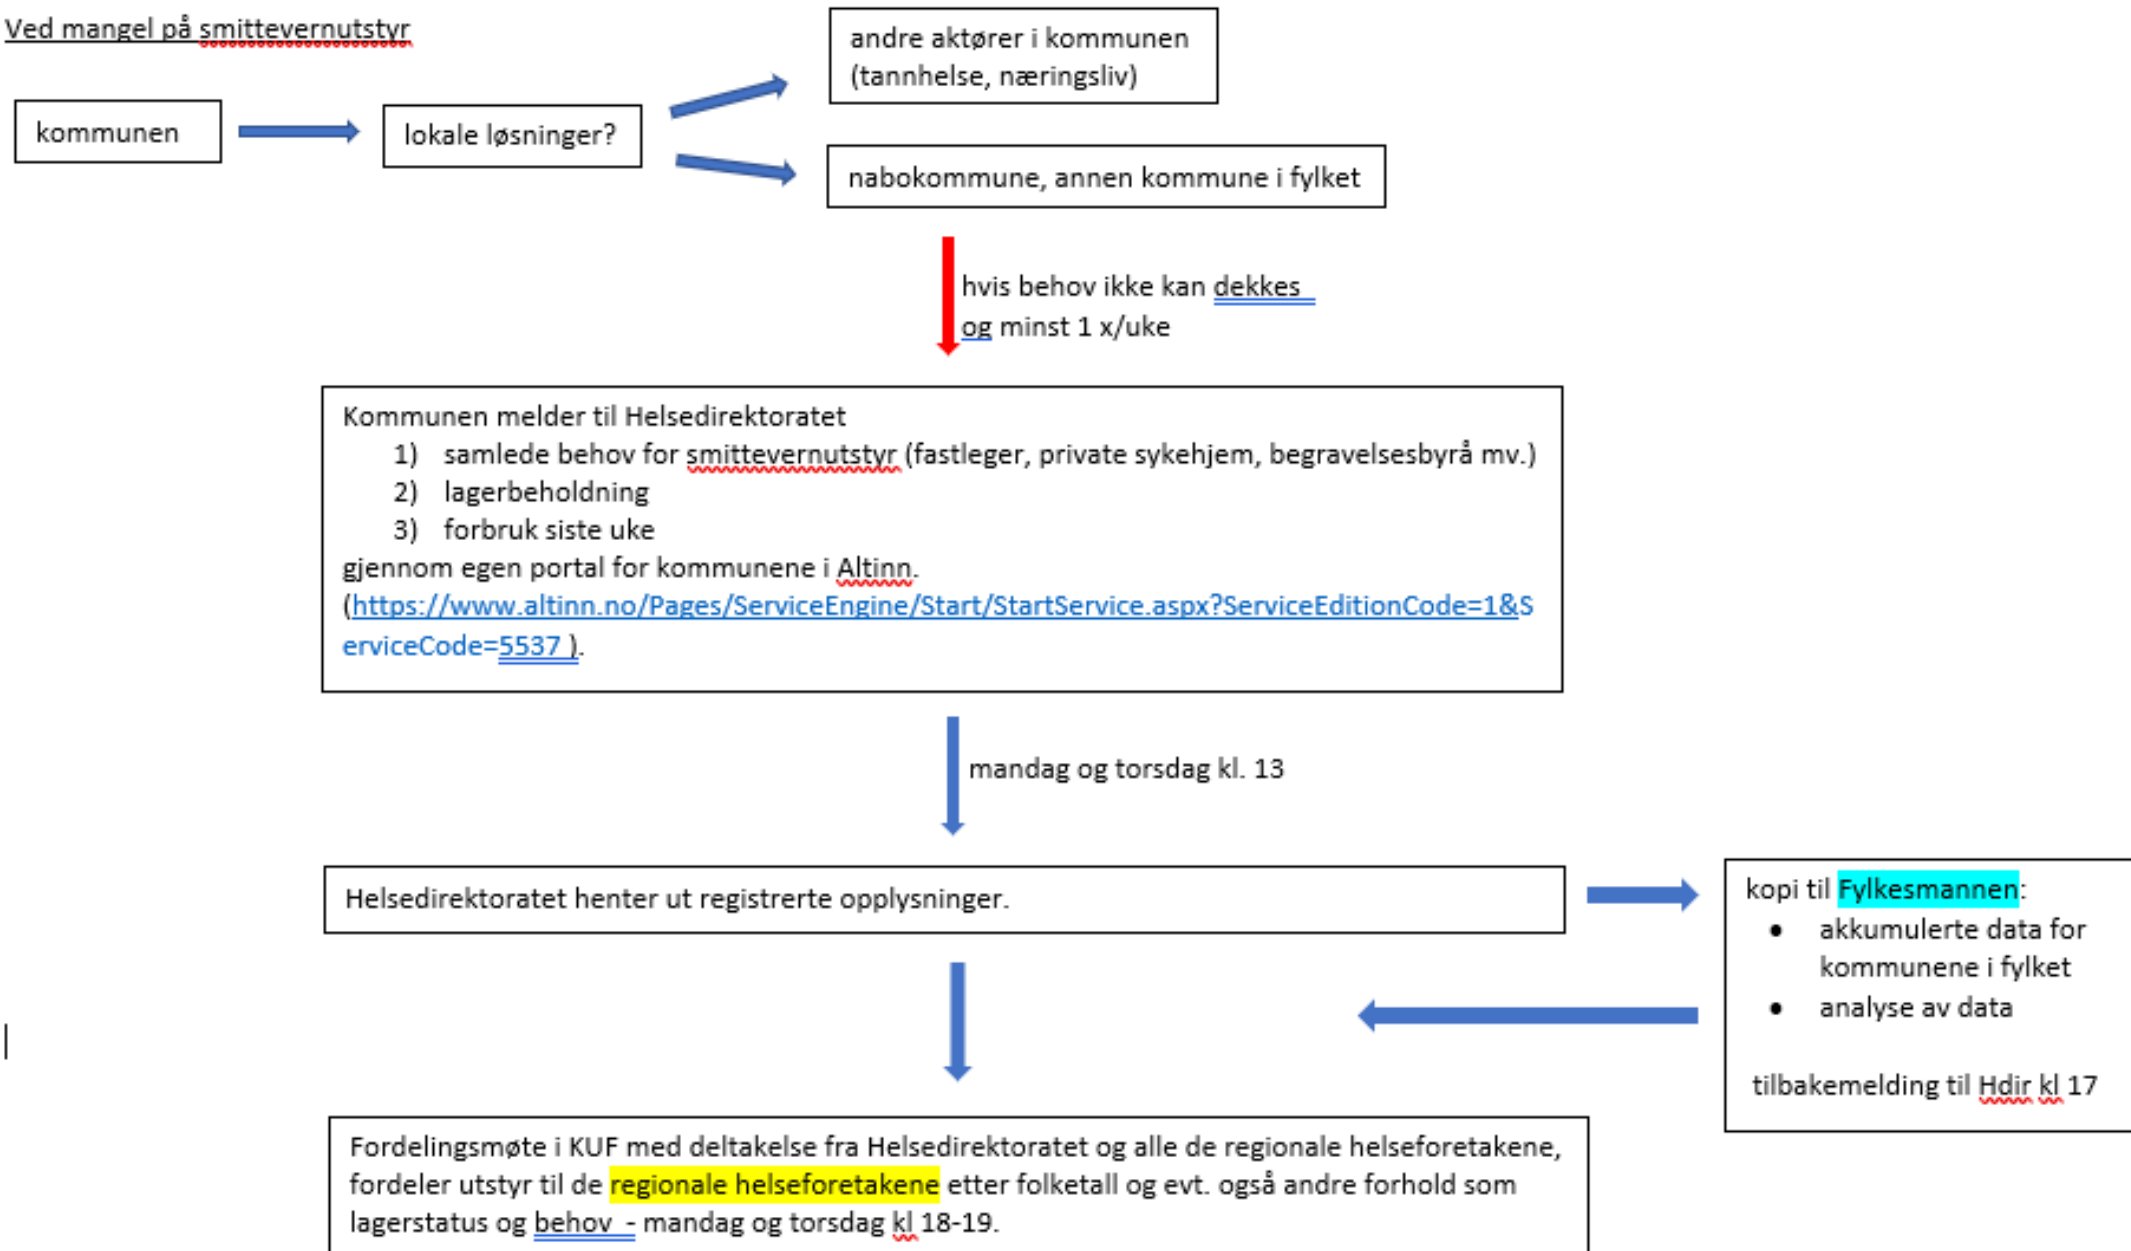 Ved mangel på smittevernutstyr
kommunen
lokale løsninger?
andre aktører i kommunen
(tannhelse, næringsliv)
nabokommune, annen kommune i fylket
hvis behov ikke kan dekkes
og minst 1 x/uke
Kommunen melder til Helsedirektoratet
1) samlede behov for smittevernutstyr (fastleger, private sykehjem, begravelsesbyrå mv.)
2) lagerbeholdning
3) forbruk siste uke
gjennom egen portal for kommunene i Altinn.
(https://www.altinn.no/Pages/ServiceEngine/Start/StartService.aspx?ServiceEditionCode=1&S
erviceCode=5537 ).
mandag og torsdag kl. 13
Helsedirektoratet henter ut registrerte opplysninger.
kopi til Fylkesmannen:
• akkumulerte data for
kommunene i fylket
• analyse av data
tilbakemelding til Hdir kl 17
Fordelingsmøte i KUF med deltakelse fra Helsedirektoratet og alle de regionale helseforetakene,
fordeler utstyr til de regionale helseforetakene etter folketall og evt. også andre forhold som
lagerstatus og behov - mandag og torsdag kl 18-19.